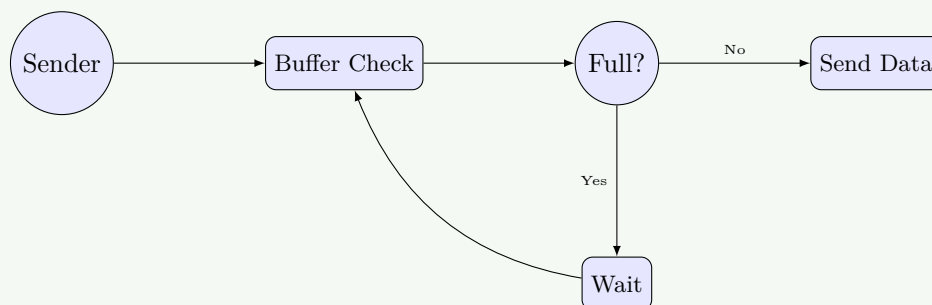 Sender
Buffer Check
Full?
No
Send Data
Yes
Wait